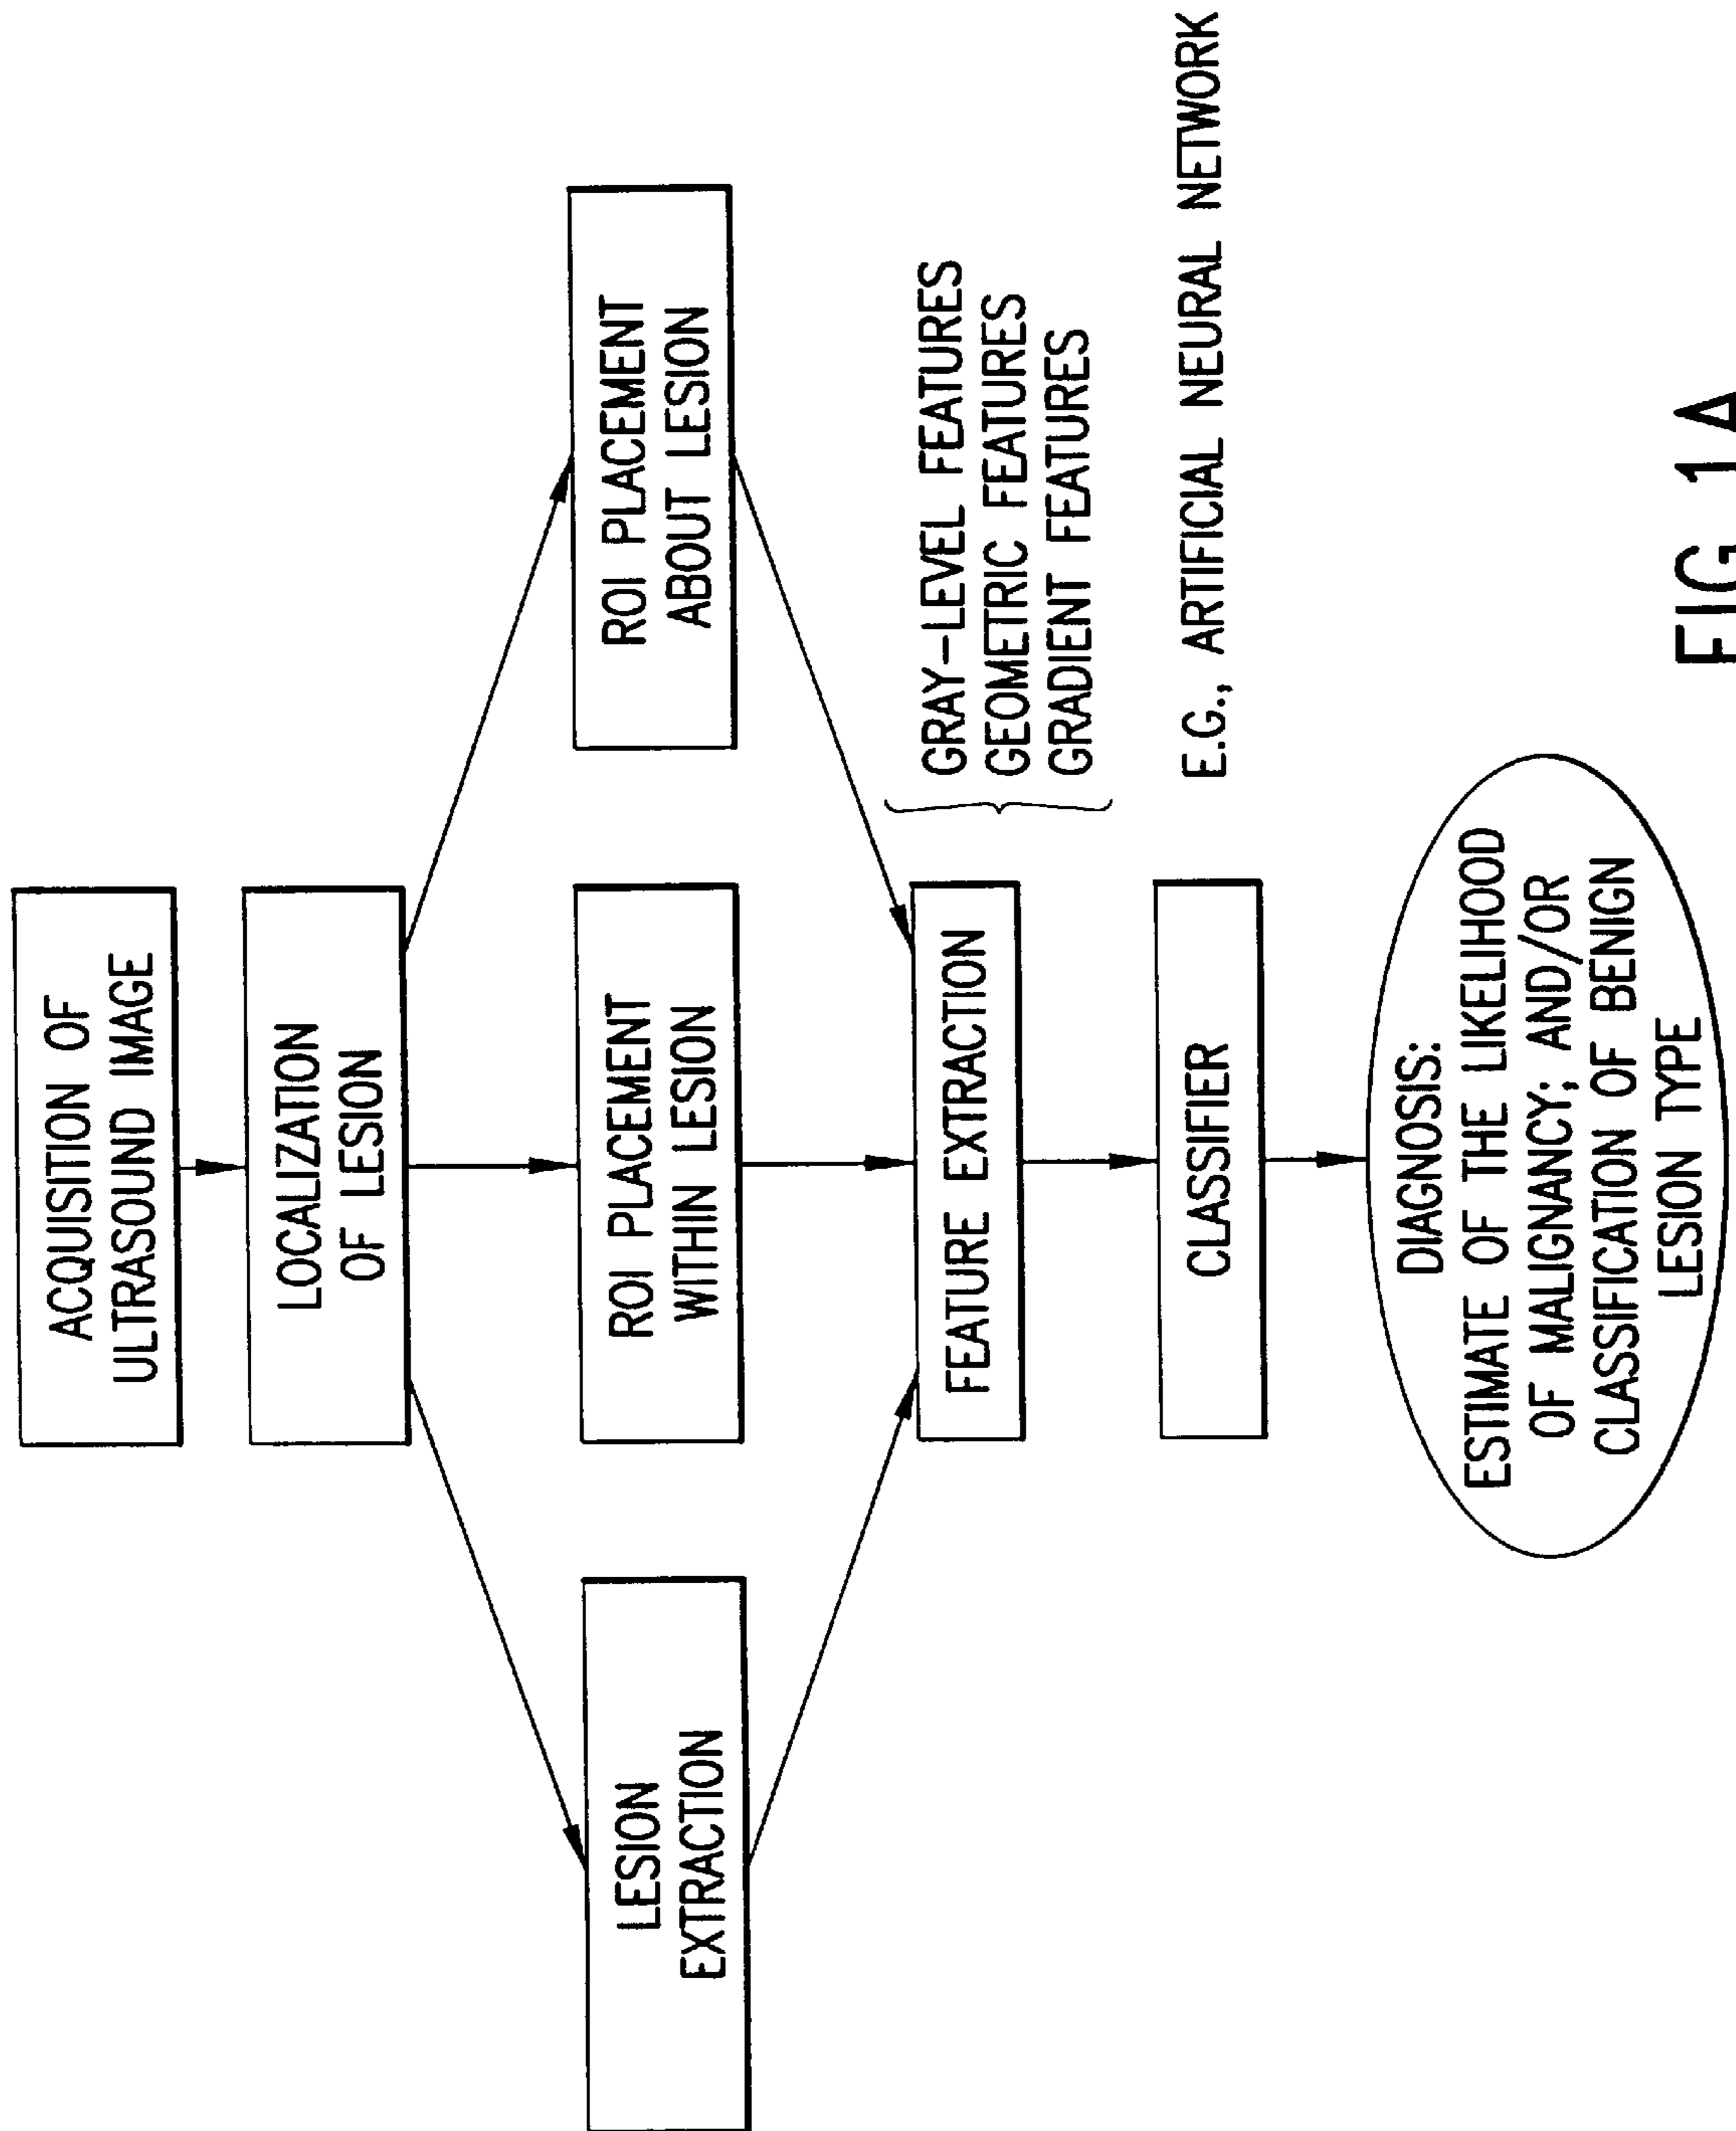 ACQUISITION OF
ULTRASOUND IMAGE
LOCALIZATION
OF LESION
LESION
EXTRACTION
ROI PLACEMENT
WITHIN LESION
ROI PLACEMENT
ABOUT LESION
FEATURE EXTRACTION
GRAY-LEVEL FEATURES
GEOMETRIC FEATURES
GRADIENT FEATURES
CLASSIFIER
E.G., ARTIFICIAL NEURAL NETWORK
DIAGNOSIS:
ESTIMATE OF THE LIKELIHOOD
OF MALIGNANCY; AND/OR
CLASSIFICATION OF BENIGN
LESION TYPE
FIG. 1A